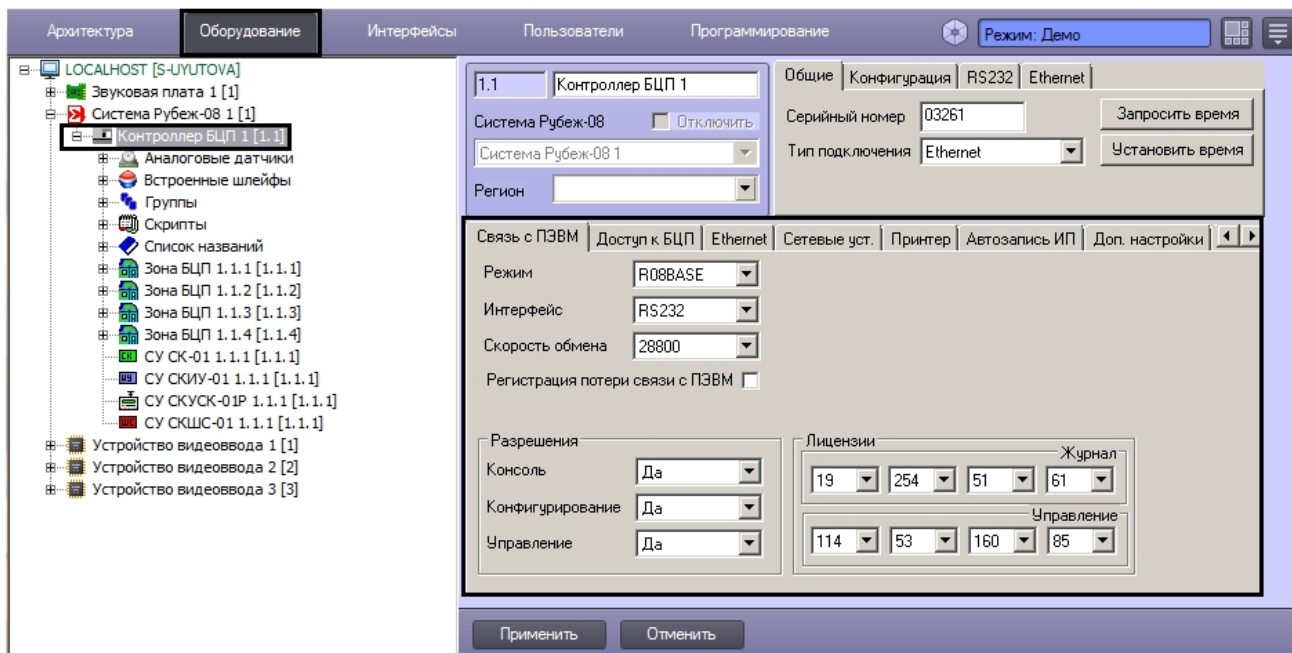 Архитектура Оборудование Интерфейсы Пользователи Программирование Режим: Демо
LOCALHOST [S-UYUTOVA]
Звуковая плата 1 [1]
Система Рубеж-08 1 [1]
Контроллер БЦП 1 [1.1]
Аналоговые датчики
Встроенные шлейфы
Группы
Скрипты
Список названий
Зона БЦП 1.1.1 [1.1.1]
Зона БЦП 1.1.2 [1.1.2]
Зона БЦП 1.1.3 [1.1.3]
Зона БЦП 1.1.4 [1.1.4]
СК СУ СК-01 1.1.1 [1.1.1]
ИУ СУ СКИУ-01 1.1.1 [1.1.1]
СУ СКУСК-01Р 1.1.1 [1.1.1]
ШС СУ СКШС-01 1.1.1 [1.1.1]
Устройство видеоввода 1 [1]
Устройство видеоввода 2 [2]
Устройство видеоввода 3 [3]
1.1 Контроллер БЦП 1
Система Рубеж-08 Отключить
Система Рубеж-08 1
Регион
Общие Конфигурация RS232 Ethernet
Серийный номер 03261 Запросить время
Тип подключения Ethernet Установить время
Связь с ПЭВМ Доступ к БЦП Ethernet Сетевые уст. Принтер Автозапись ИП Доп. настройки
Режим R08BASE
Интерфейс RS232
Скорость обмена 28800
Регистрация потери связи с ПЭВМ
Разрешения
Консоль Да
Конфигурирование Да
Управление Да
Лицензии
Журнал
19 254 51 61
Управление
114 53 160 85
Применить Отменить